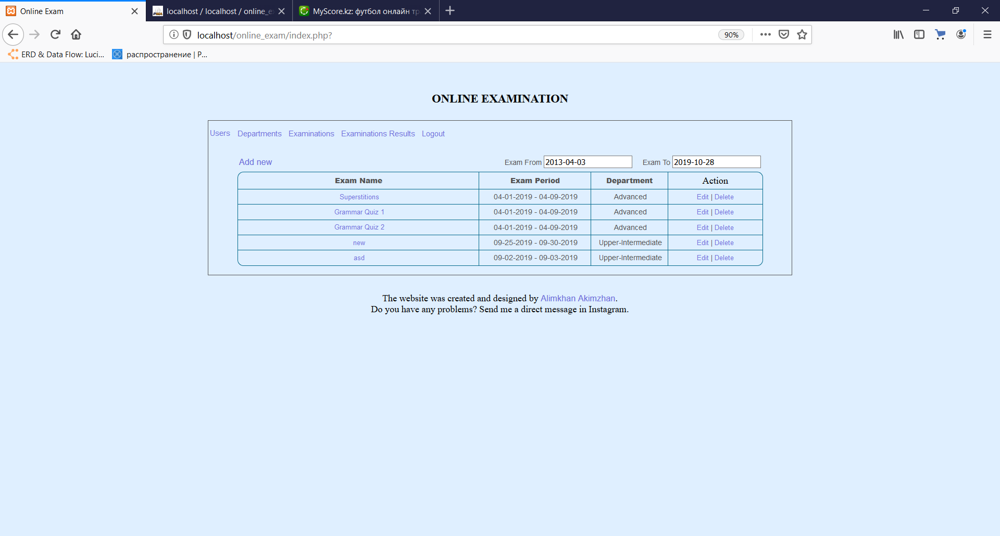 Online Exam
localhost / localhost / online_e
MyScore.kz: футбол онлайн тр
localhost/online_exam/index.php?
90%
ERD & Data Flow: Luci...
распространение | P...
ONLINE EXAMINATION
Users Departments Examinations Examinations Results Logout
Add new Exam From 2013-04-03 Exam To 2019-10-28
Exam Name Exam Period Department Action
Superstitions 04-01-2019 - 04-09-2019 Advanced Edit | Delete
Grammar Quiz 1 04-01-2019 - 04-09-2019 Advanced Edit | Delete
Grammar Quiz 2 04-01-2019 - 04-09-2019 Advanced Edit | Delete
new 09-25-2019 - 09-30-2019 Upper-Intermediate Edit | Delete
asd 09-02-2019 - 09-03-2019 Upper-Intermediate Edit | Delete
The website was created and designed by Alimkhan Akimzhan.
Do you have any problems? Send me a direct message in Instagram.